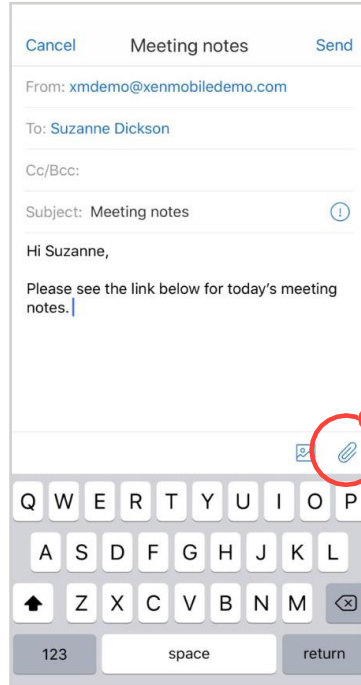 Cancel Meeting notes Send
From: xmdemo@xenmobiledemo.com
To: Suzanne Dickson
Cc/Bcc:
Subject: Meeting notes
Hi Suzanne,
Please see the link below for today's meeting
notes.
Q W E R T Y U I O P
A S D F G H J K L
Z X C V B N M
123 space return